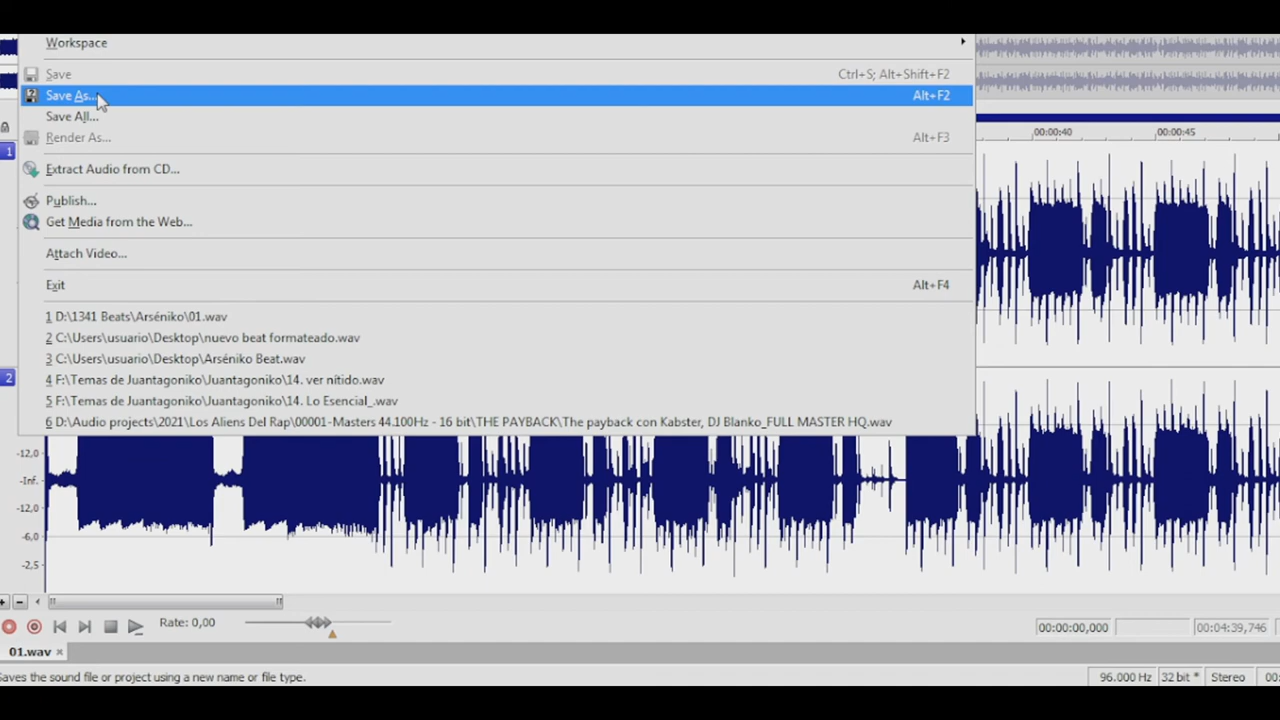 Workspace
Save Ctrl+S; Alt+Shift+F2
Save As... Alt+F2
Save All...
Render As... Alt+F3
Extract Audio from CD...
Publish...
Get Media from the Web...
Attach Video...
Exit Alt+F4
1 D:\1341 Beats\Arséniko\01.wav
2 C:\Users\usuario\Desktop\nuevo beat formateado.wav
3 C:\Users\usuario\Desktop\Arséniko Beat.wav
4 F:\Temas de Juantagoniko\Juantagoniko\14. ver nítido.wav
5 F:\Temas de Juantagoniko\Juantagoniko\14. Lo Esencial_.wav
6 D:\Audio projects\2021\Los Aliens Del Rap\00001-Masters 44.100Hz - 16 bit\THE PAYBACK\The payback con Kabster, DJ Blanko_FULL MASTER HQ.wav
00:00:40 00:00:45
1
2
-12,0
-Inf.
-12,0
-6,0
-2,5
Rate: 0,00
00:00:00,000 00:04:39,746
01.wav
Saves the sound file or project using a new name or file type.
96.000 Hz 32 bit * Stereo 00: